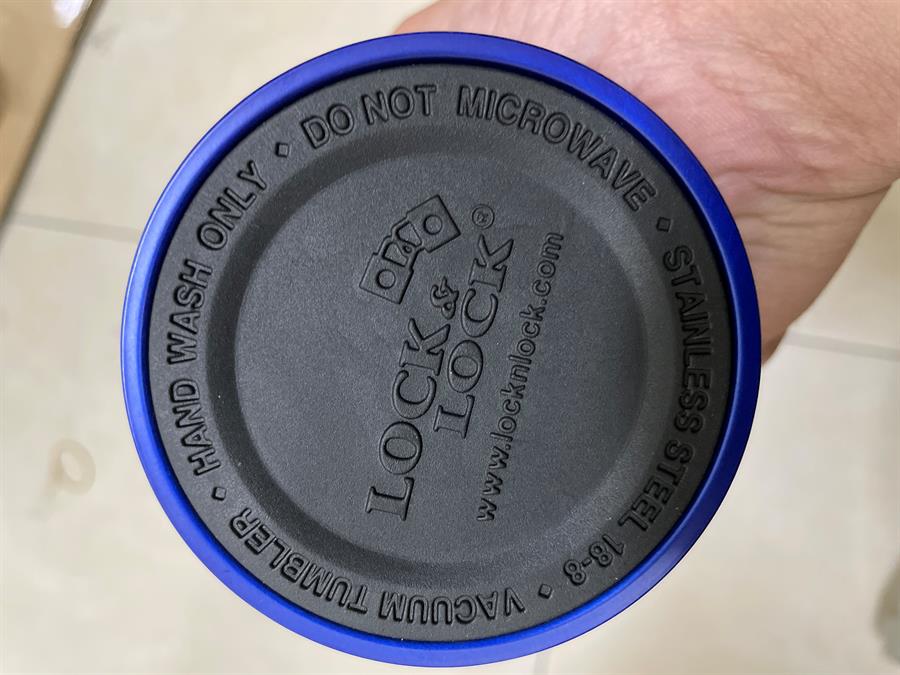 DO NOT MICROWAVE
• STAINLESS STEEL 18-8
• VACUUM TUMBLER
• HAND WASH ONLY •
LOCK &
LOCK®
www.locknlock.com